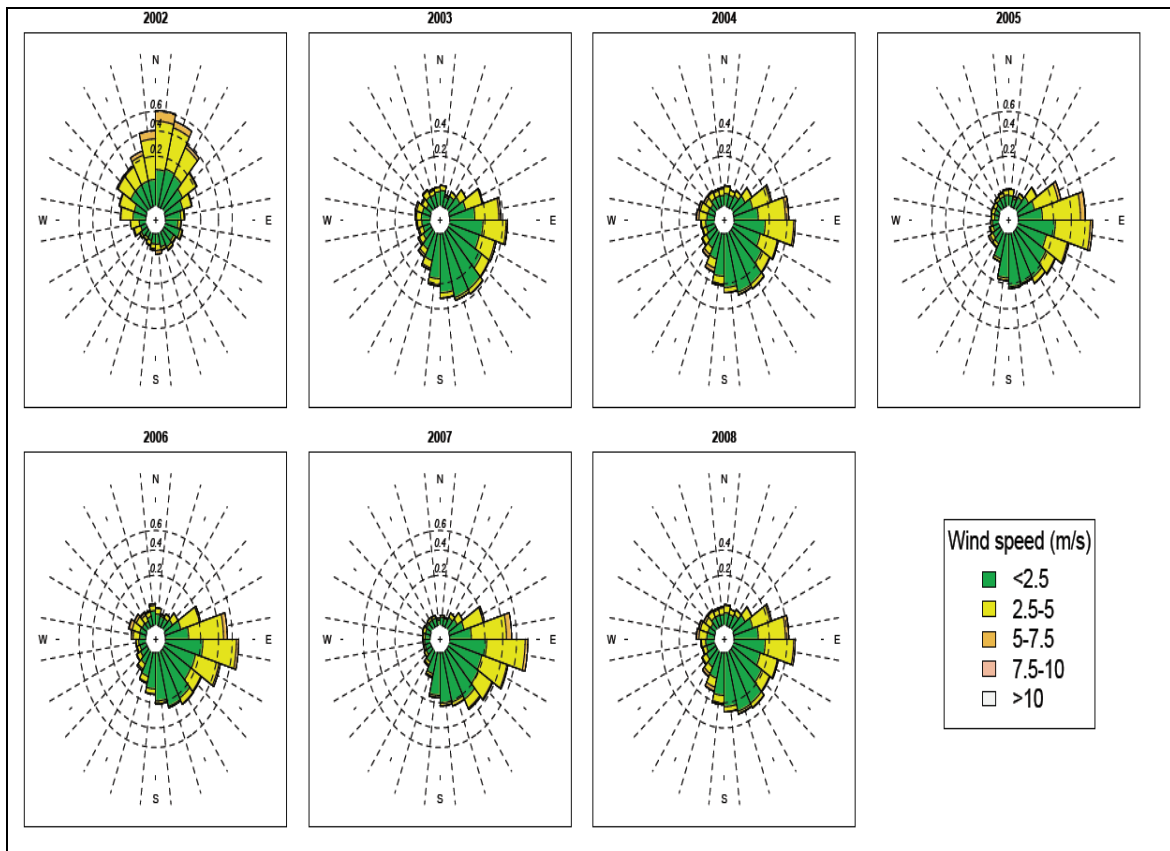 2002 2003 2004 2005
N N N N
0.6 0.6 0.6
0.4 0.4 0.4 0.4
0.2 0.2 0.2 0.2
W E W E W E W E
S S S S
2006 2007 2008
N N N
0.6 0.6
0.4 0.4 0.4
0.2 0.2 0.2
W E W E W E
S S S
Wind speed (m/s)
<2.5
2.5-5
5-7.5
7.5-10
>10